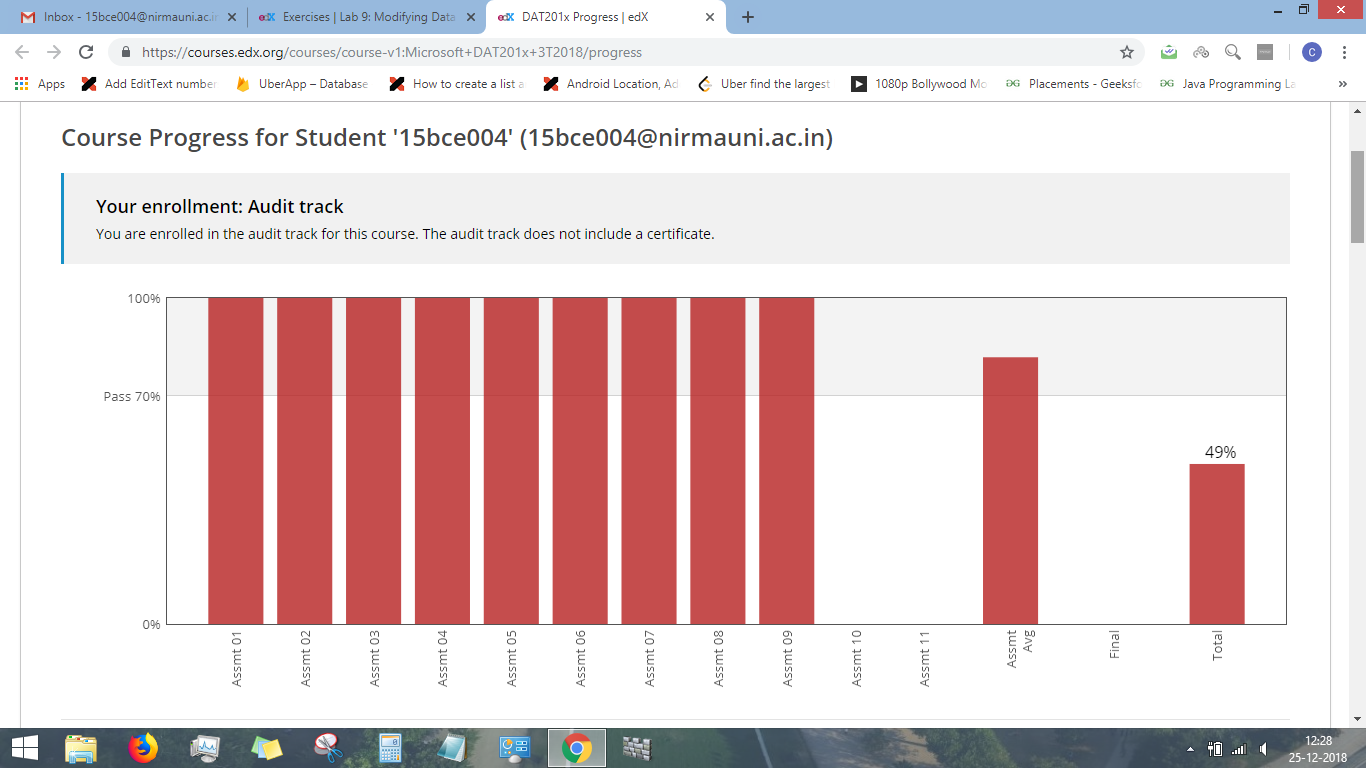 Inbox - 15bce004@nirmauni.ac.i
edX Exercises | Lab 9: Modifying Data
edX DAT201x Progress | edX
https://courses.edx.org/courses/course-v1:Microsoft+DAT201x+3T2018/progress
C
Apps
Add EditText number
UberApp – Database
How to create a list a
Android Location, Ad
Uber find the largest
1080p Bollywood Mo
Placements - Geeksfo
Java Programming La
Course Progress for Student '15bce004' (15bce004@nirmauni.ac.in)
Your enrollment: Audit track
You are enrolled in the audit track for this course. The audit track does not include a certificate.
100%
Pass 70%
49%
0%
Assmt 01
Assmt 02
Assmt 03
Assmt 04
Assmt 05
Assmt 06
Assmt 07
Assmt 08
Assmt 09
Assmt 10
Assmt 11
Assmt
Avg
Final
Total
12:28
25-12-2018